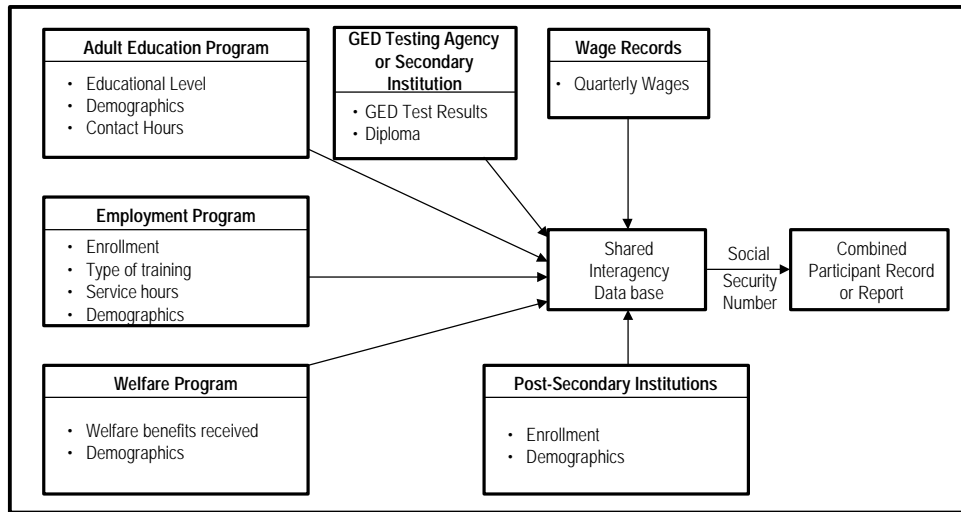 Adult Education Program
• Educational Level
• Demographics
• Contact Hours
GED Testing Agency
or Secondary
Institution
• GED Test Results
• Diploma
Wage Records
• Quarterly Wages
Employment Program
• Enrollment
• Type of training
• Service hours
• Demographics
Shared
Interagency
Data base
Social
Security
Number
Combined
Participant Record
or Report
Welfare Program
• Welfare benefits received
• Demographics
Post-Secondary Institutions
• Enrollment
• Demographics